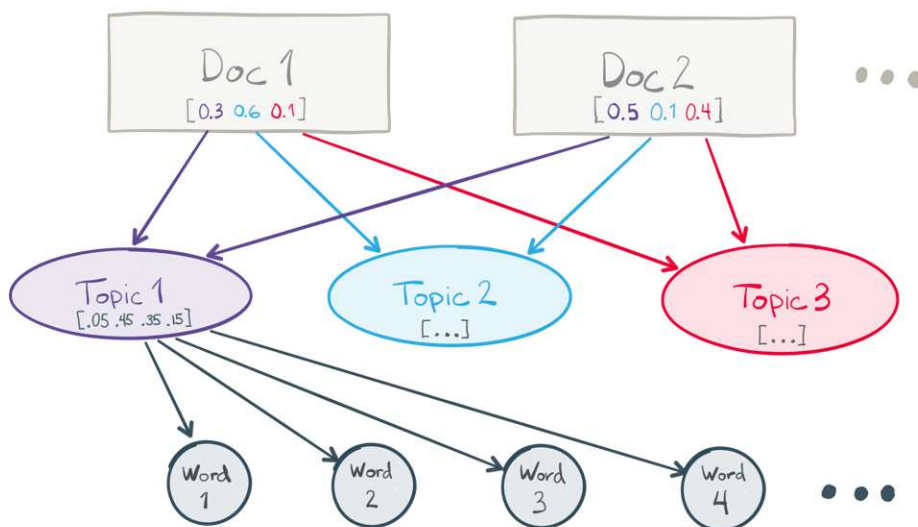 Doc 1
[0.3 0.6 0.1]
Doc 2
[0.5 0.1 0.4]
...
Topic 1
[.05 .45 .35 .15]
Topic 2
[...]
Topic 3
[...]
Word
1
Word
2
Word
3
Word
4
...